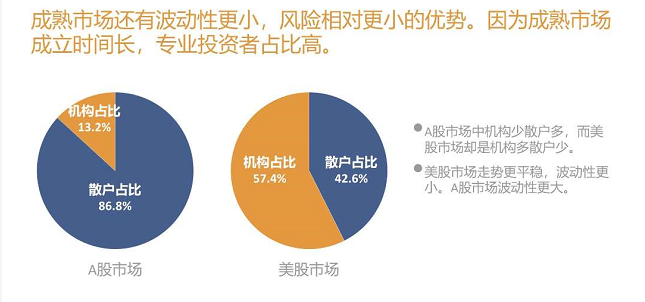 成熟市场还有波动性更小，风险相对更小的优势。因为成熟市场
成立时间长，专业投资者占比高。
机构占比
13.2%
散户占比
86.8%
A股市场
机构占比
57.4%
散户占比
42.6%
美股市场
A股市场中机构少散户多，而美
股市场却是机构多散户少。
美股市场走势更平稳，波动性更
小。A股市场波动性更大。